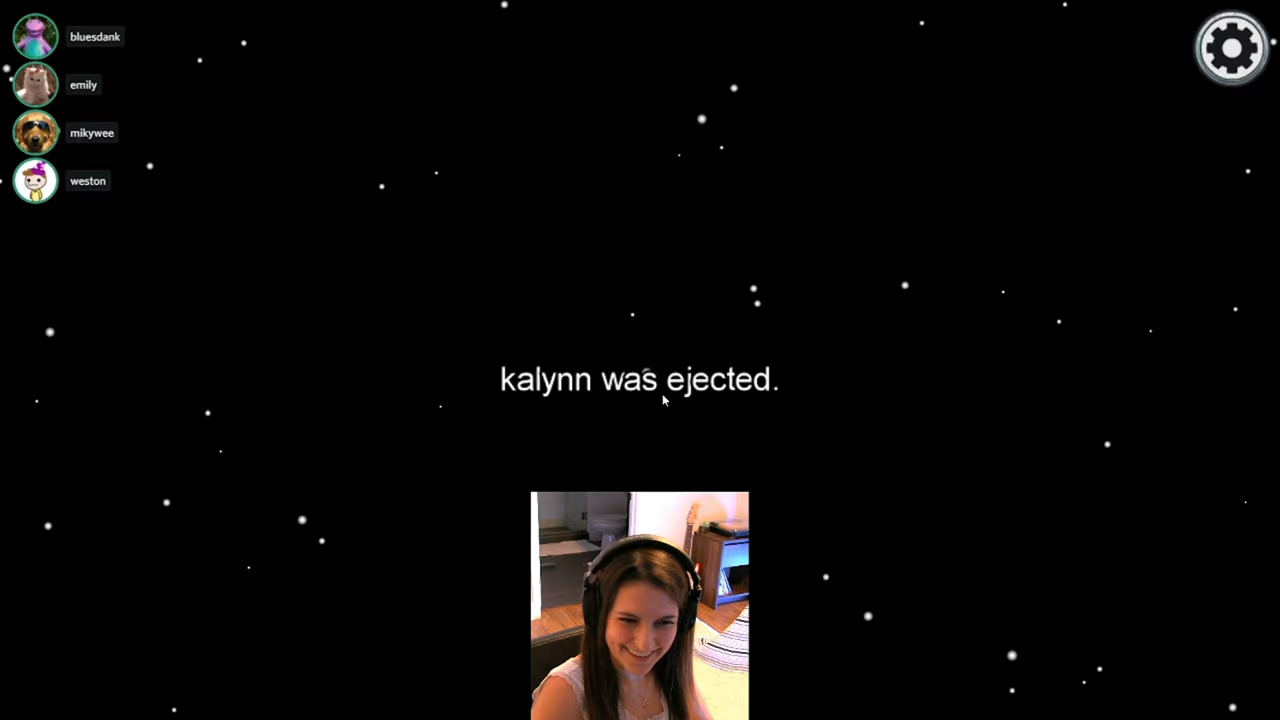 bluesdank
emily
mikywee
weston
kalynn was ejected.